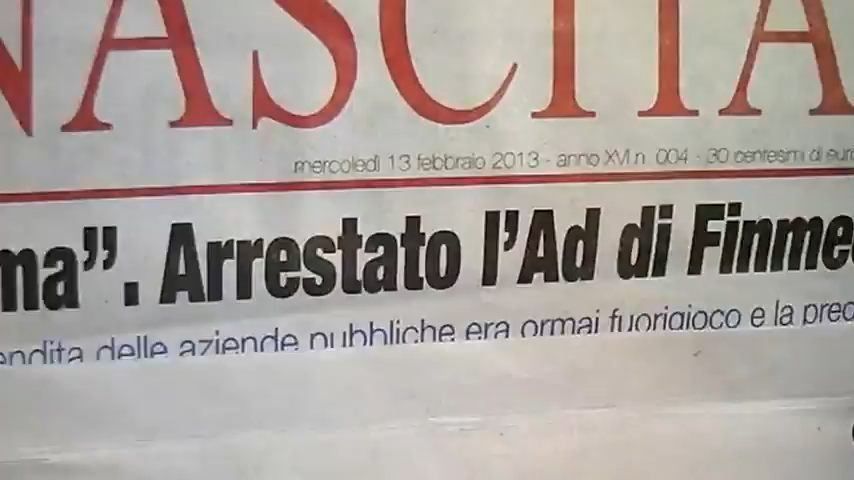 NASCITA
mercoledì 13 febbraio 2013 - anno XVI n. 004 - 30 centesimi di euro
ma”. Arrestato l’Ad di Finme
endita delle aziende pubbliche era ormai fuorigioco e la prec